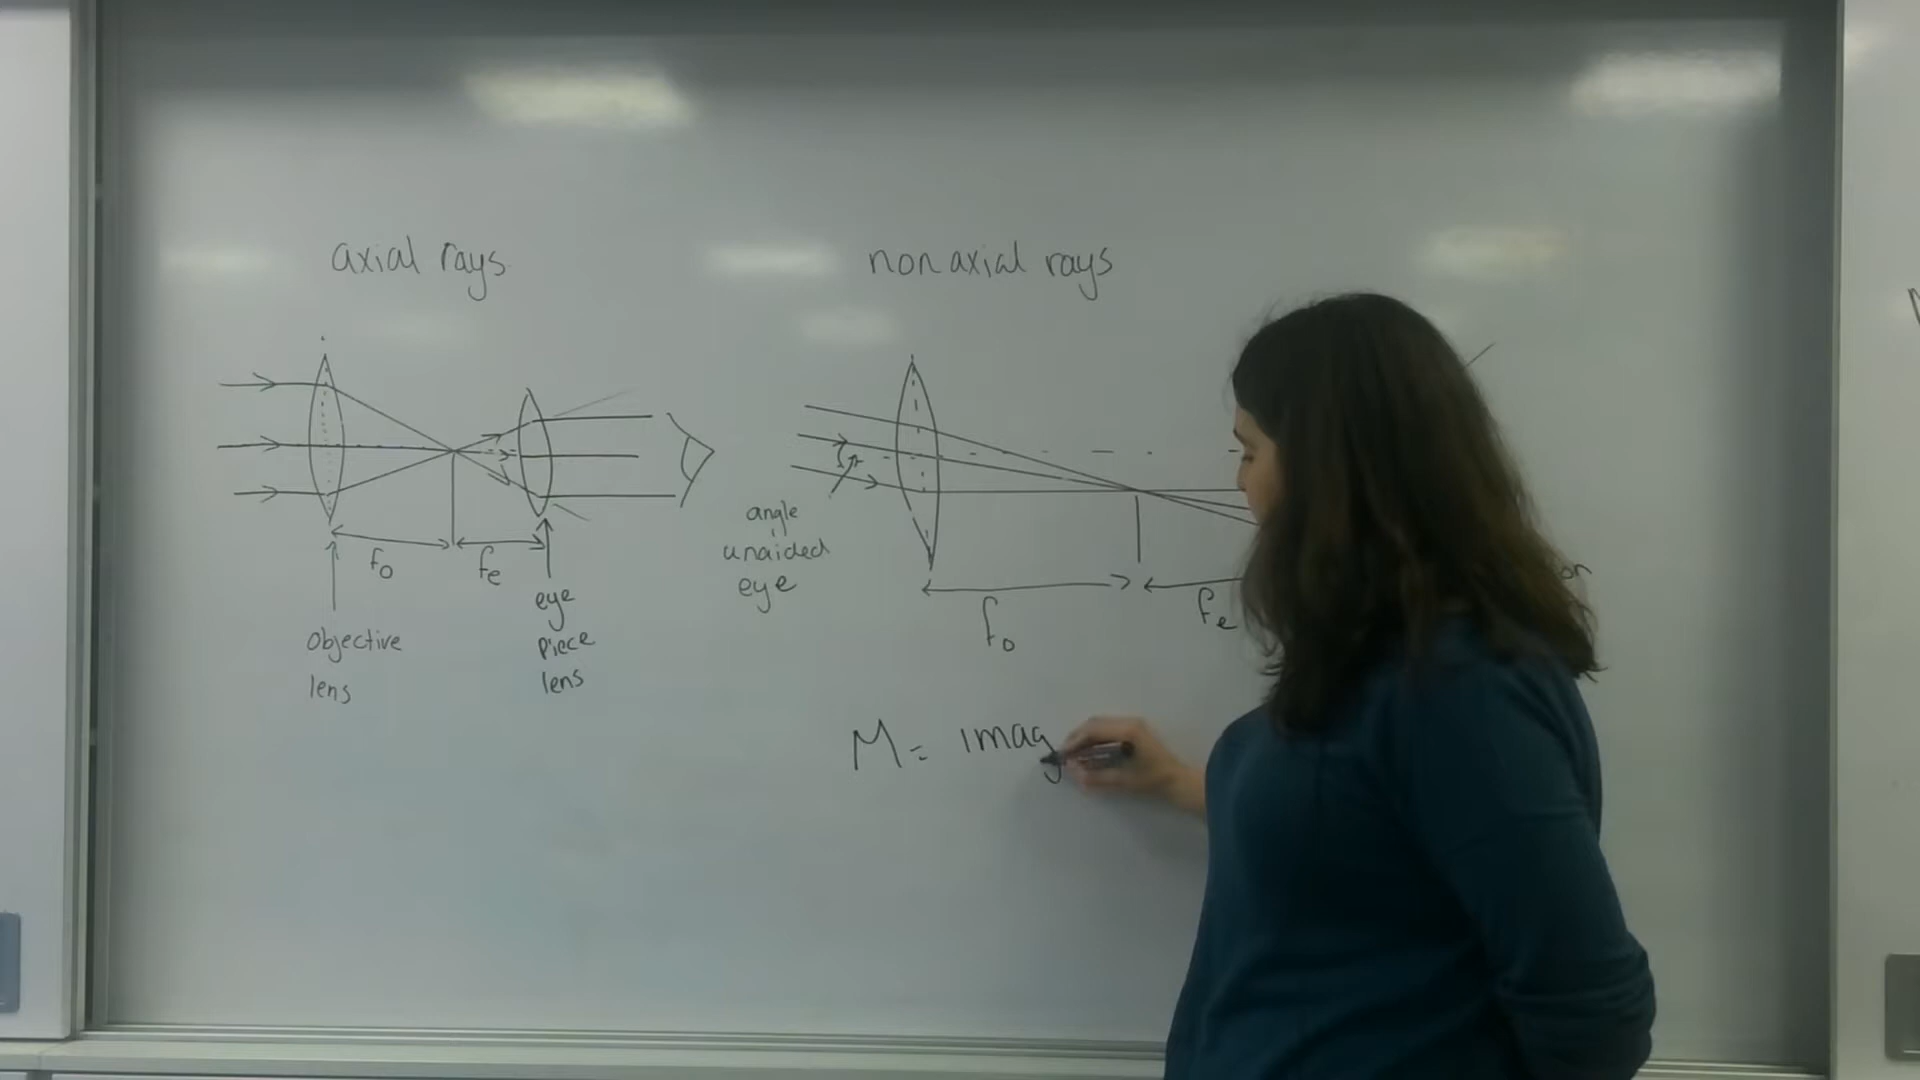 axial rays
fo
fe
objective
lens
eye
piece
lens
non axial rays
angle
unaided
eye
fo
fe
M = imag